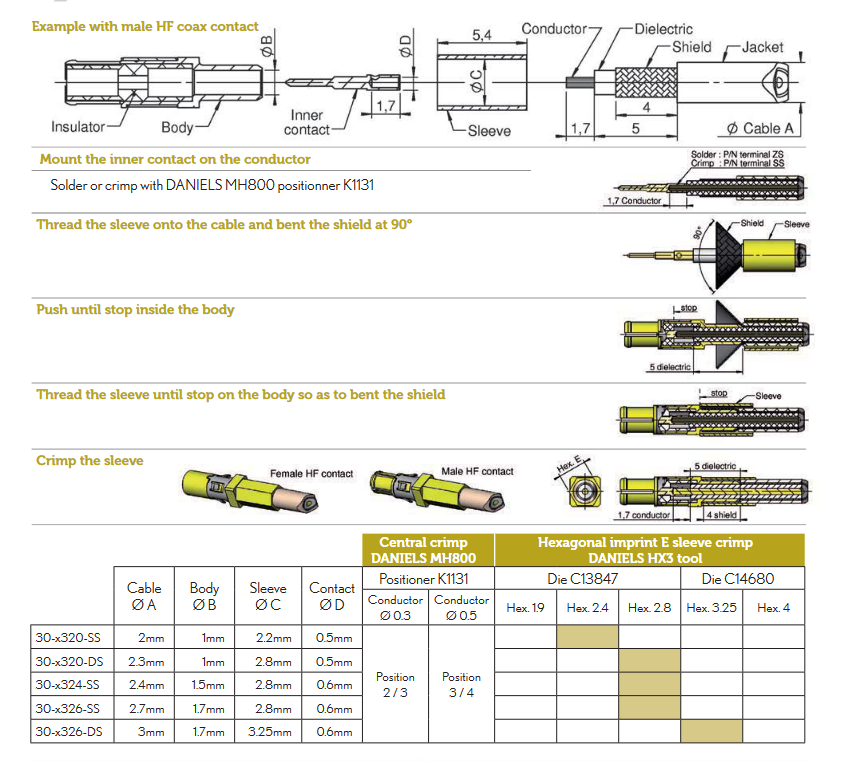 Example with male HF coax contact
Ø B
Ø D
5,4
Conductor
Dielectric
Shield
Jacket
Ø C
1,7
4
Insulator
Body
Inner
contact
Sleeve
1,7
5
Ø Cable A
Mount the inner contact on the conductor
Solder : P/N terminal ZS
Crimp : P/N terminal SS
Solder or crimp with DANIELS MH800 positionner K1131
1,7 Conductor
Thread the sleeve onto the cable and bent the shield at 90°
90°
Shield
Sleeve
Push until stop inside the body
stop
5 dielectric
Thread the sleeve until stop on the body so as to bent the shield
stop
Sleeve
Crimp the sleeve
Female HF contact
Male HF contact
Hex. E
5 dielectric
1,7 conductor
4 shield
Central crimp
DANIELS MH800
Hexagonal imprint E sleeve crimp
DANIELS HX3 tool
Cable
Ø A
Body
Ø B
Sleeve
Ø C
Contact
Ø D
Positioner K1131
Die C13847
Die C14680
Conductor
Ø 0.3
Conductor
Ø 0.5
Hex. 1.9
Hex. 2.4
Hex. 2.8
Hex. 3.25
Hex. 4
30-x320-SS 2mm 1mm 2.2mm 0.5mm
30-x320-DS 2.3mm 1mm 2.8mm 0.5mm
30-x324-SS 2.4mm 1.5mm 2.8mm 0.6mm
30-x326-SS 2.7mm 1.7mm 2.8mm 0.6mm
30-x326-DS 3mm 1.7mm 3.25mm 0.6mm
Position
2 / 3
Position
3 / 4